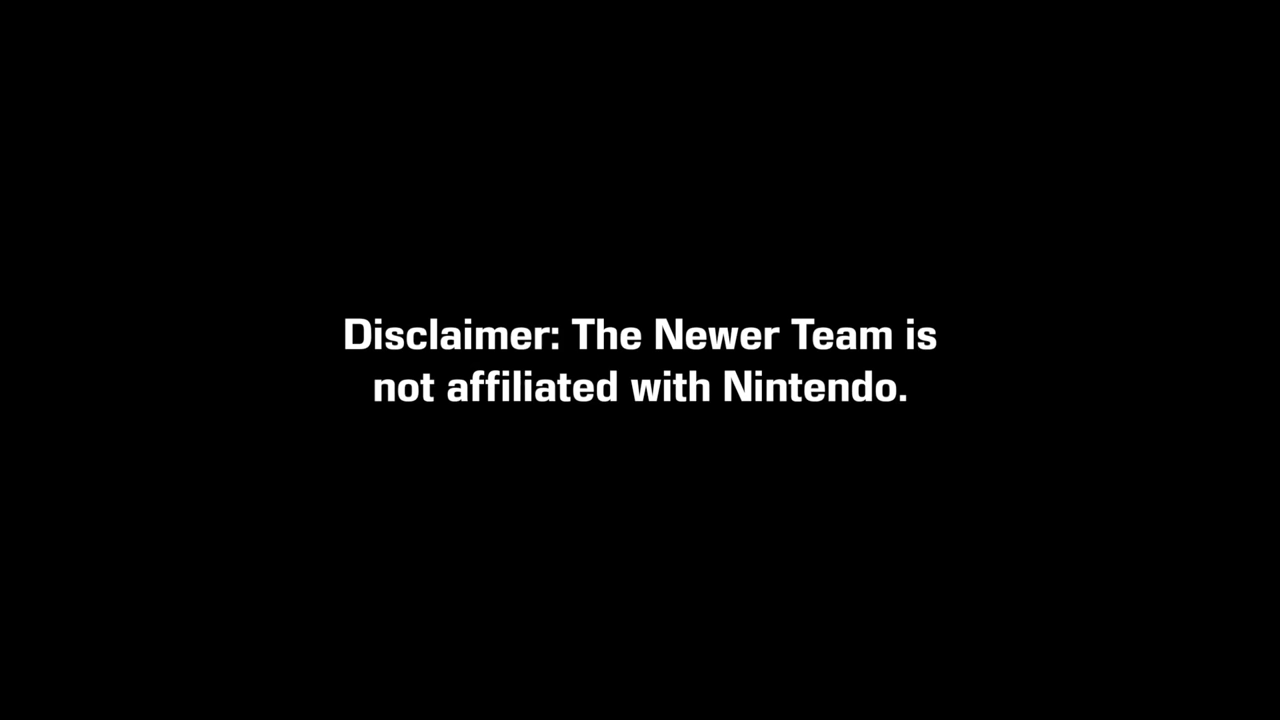 Disclaimer: The Newer Team is
not affiliated with Nintendo.